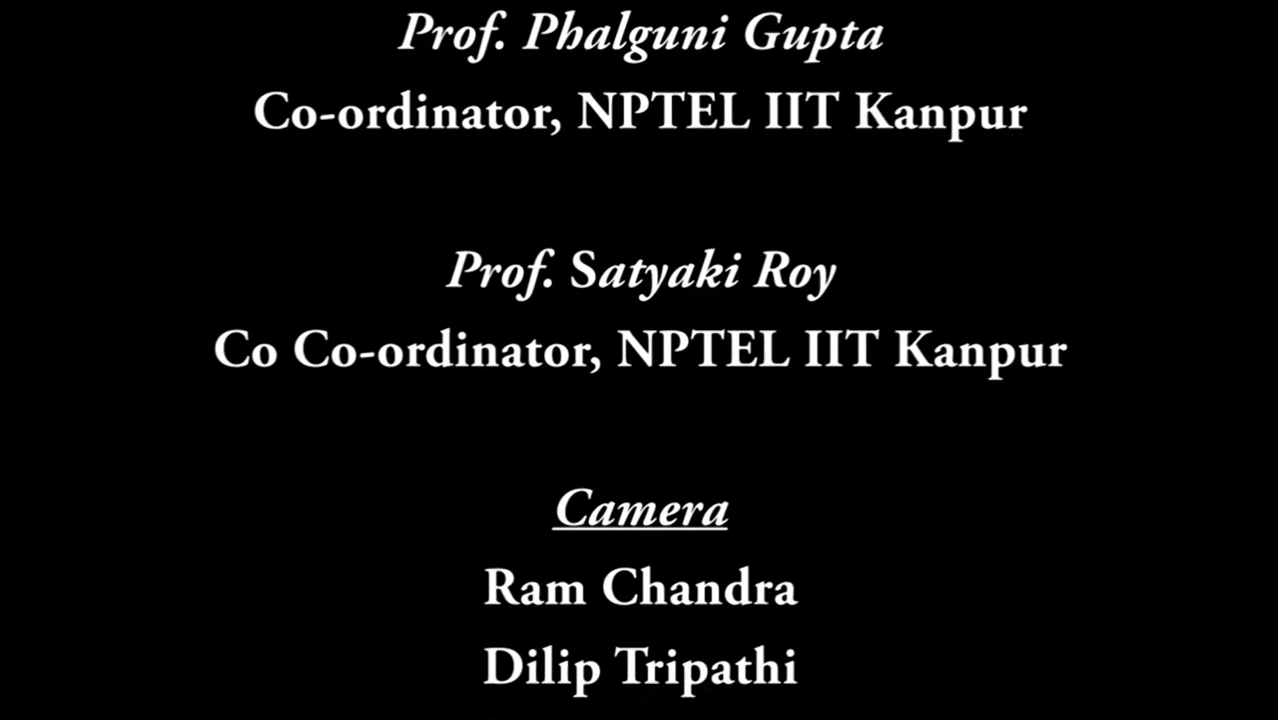 Prof. Phalguni Gupta
Co-ordinator, NPTEL IIT Kanpur
Prof. Satyaki Roy
Co Co-ordinator, NPTEL IIT Kanpur
Camera
Ram Chandra
Dilip Tripathi